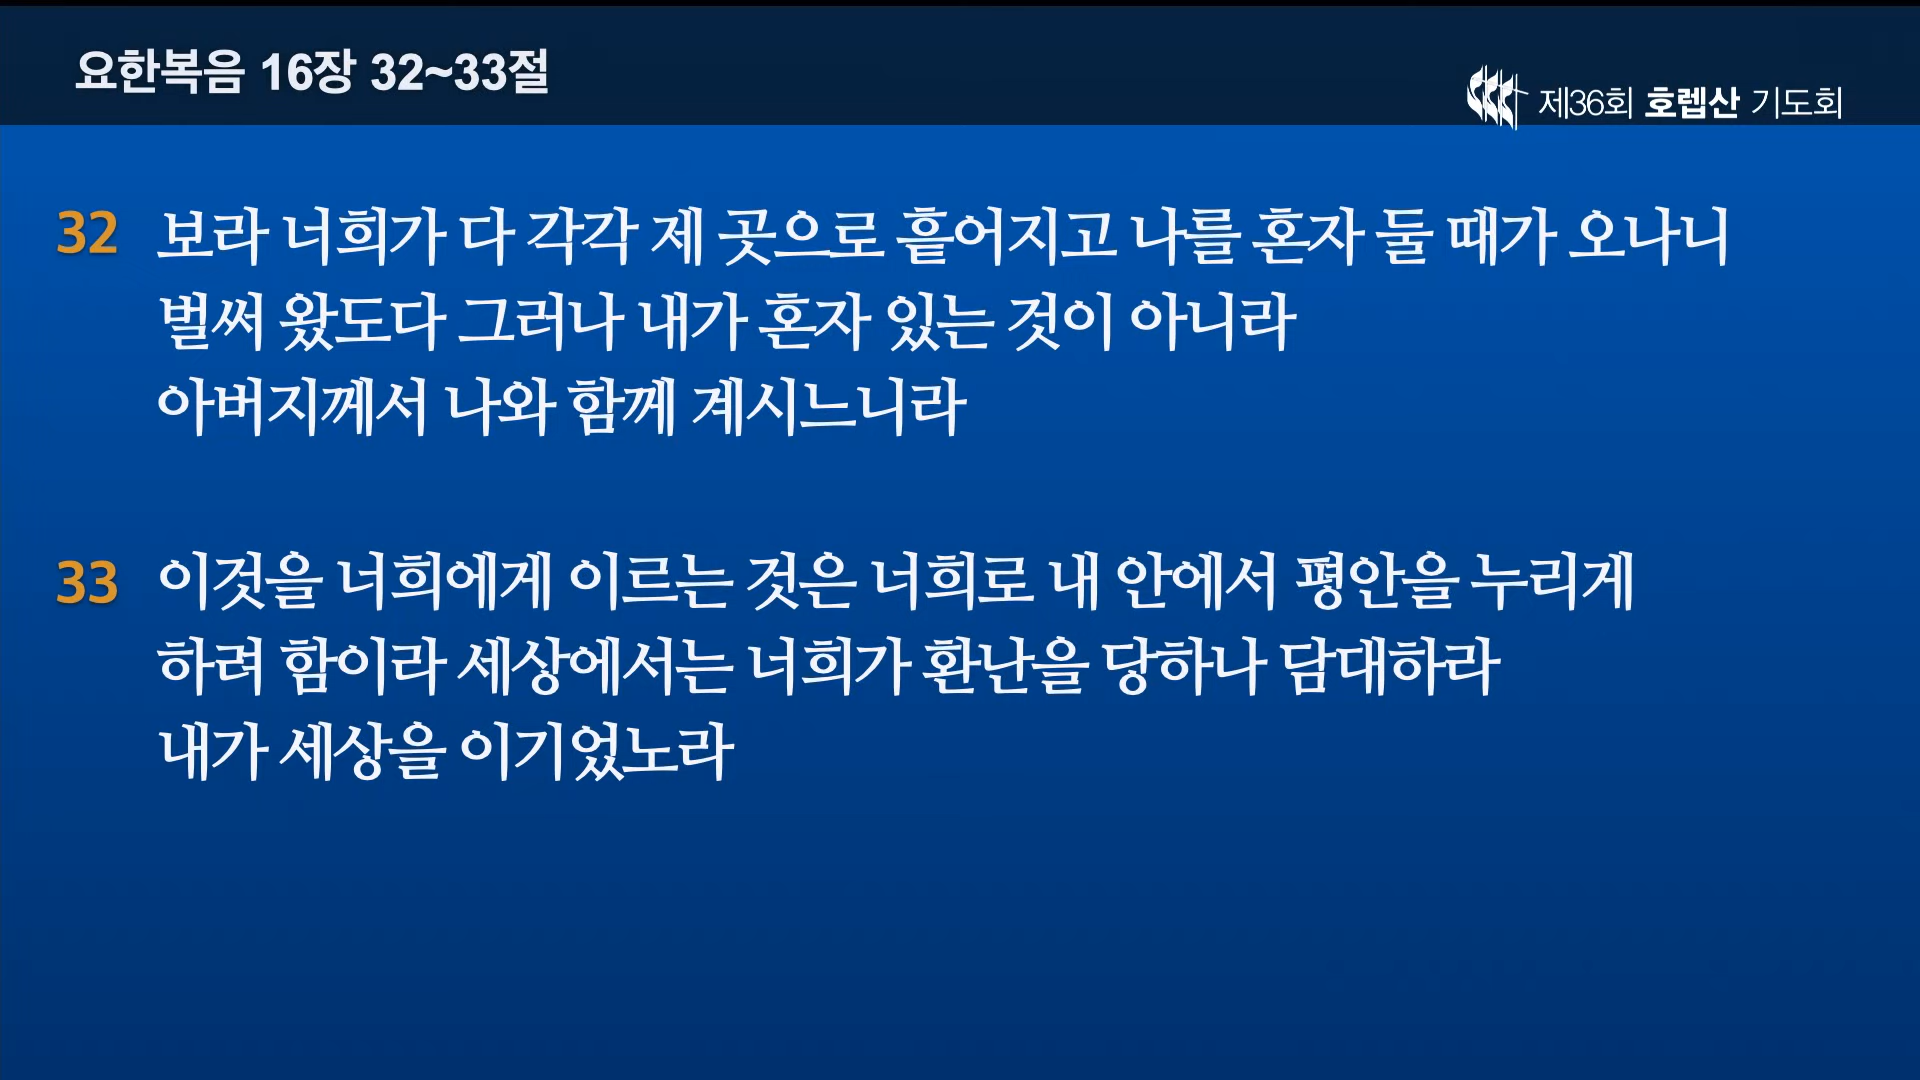 요한복음 16장 32~33절
제36회 호렙산 기도회
32 보라 너희가 다 각각 제 곳으로 흩어지고 나를 혼자 둘 때가 오나니
벌써 왔도다 그러나 내가 혼자 있는 것이 아니라
아버지께서 나와 함께 계시느니라
33 이것을 너희에게 이르는 것은 너희로 내 안에서 평안을 누리게
하려 함이라 세상에서는 너희가 환난을 당하나 담대하라
내가 세상을 이기었노라